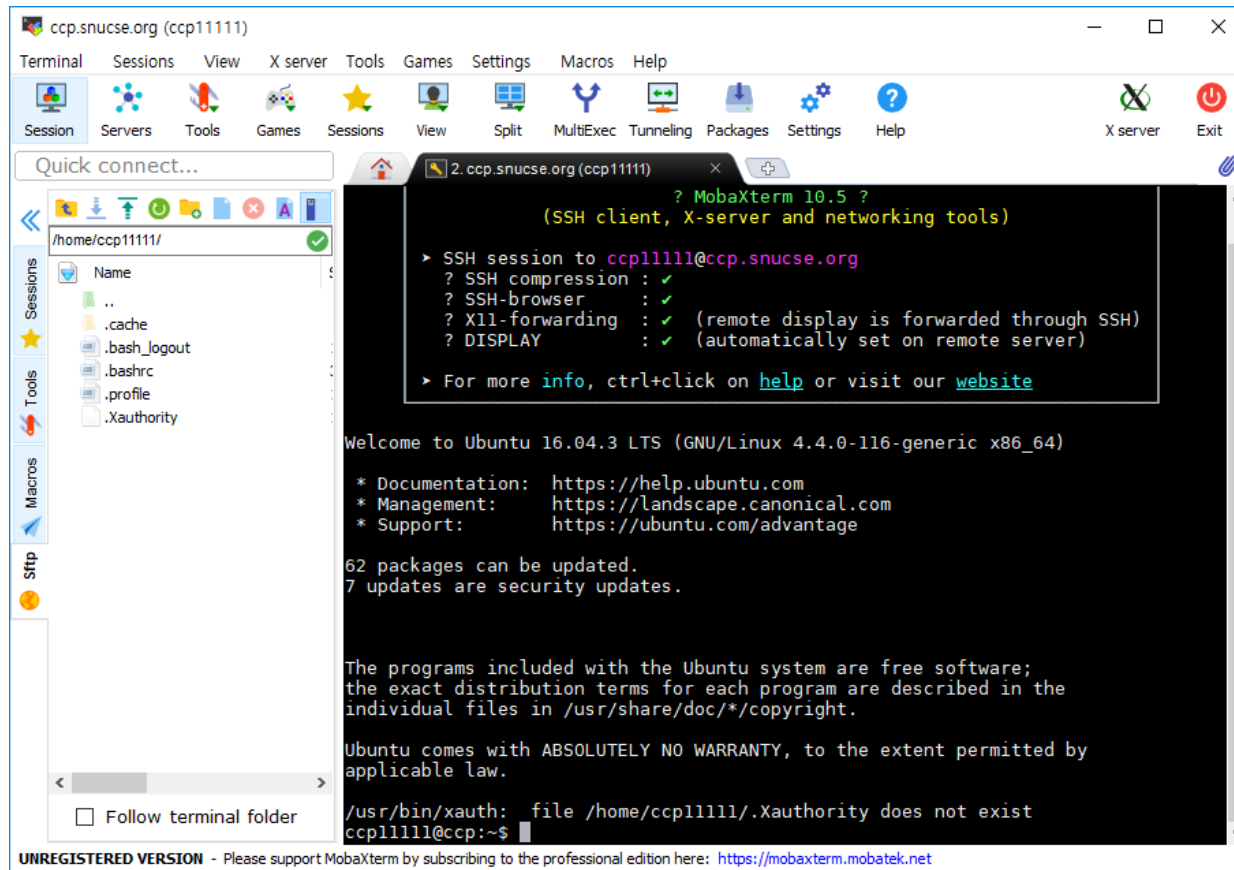 ccp.snucse.org (ccp11111)
Terminal Sessions View X server Tools Games Settings Macros Help
Session Servers Tools Games Sessions View Split MultiExec Tunneling Packages Settings Help X server Exit
Quick connect...
2. ccp.snucse.org (ccp11111)
/home/ccp11111/
Name
..
.cache
.bash_logout
.bashrc
.profile
.Xauthority
Sessions
Tools
Macros
Sftp
Follow terminal folder
? MobaXterm 10.5 ?
(SSH client, X-server and networking tools)
➤ SSH session to ccp11111@ccp.snucse.org
? SSH compression : ✔
? SSH-browser : ✔
? X11-forwarding : ✔ (remote display is forwarded through SSH)
? DISPLAY : ✔ (automatically set on remote server)
➤ For more info, ctrl+click on help or visit our website
Welcome to Ubuntu 16.04.3 LTS (GNU/Linux 4.4.0-116-generic x86_64)
* Documentation: https://help.ubuntu.com
* Management: https://landscape.canonical.com
* Support: https://ubuntu.com/advantage
62 packages can be updated.
7 updates are security updates.
The programs included with the Ubuntu system are free software;
the exact distribution terms for each program are described in the
individual files in /usr/share/doc/*/copyright.
Ubuntu comes with ABSOLUTELY NO WARRANTY, to the extent permitted by
applicable law.
/usr/bin/xauth: file /home/ccp11111/.Xauthority does not exist
ccp11111@ccp:~$
UNREGISTERED VERSION - Please support MobaXterm by subscribing to the professional edition here: https://mobaxterm.mobatek.net